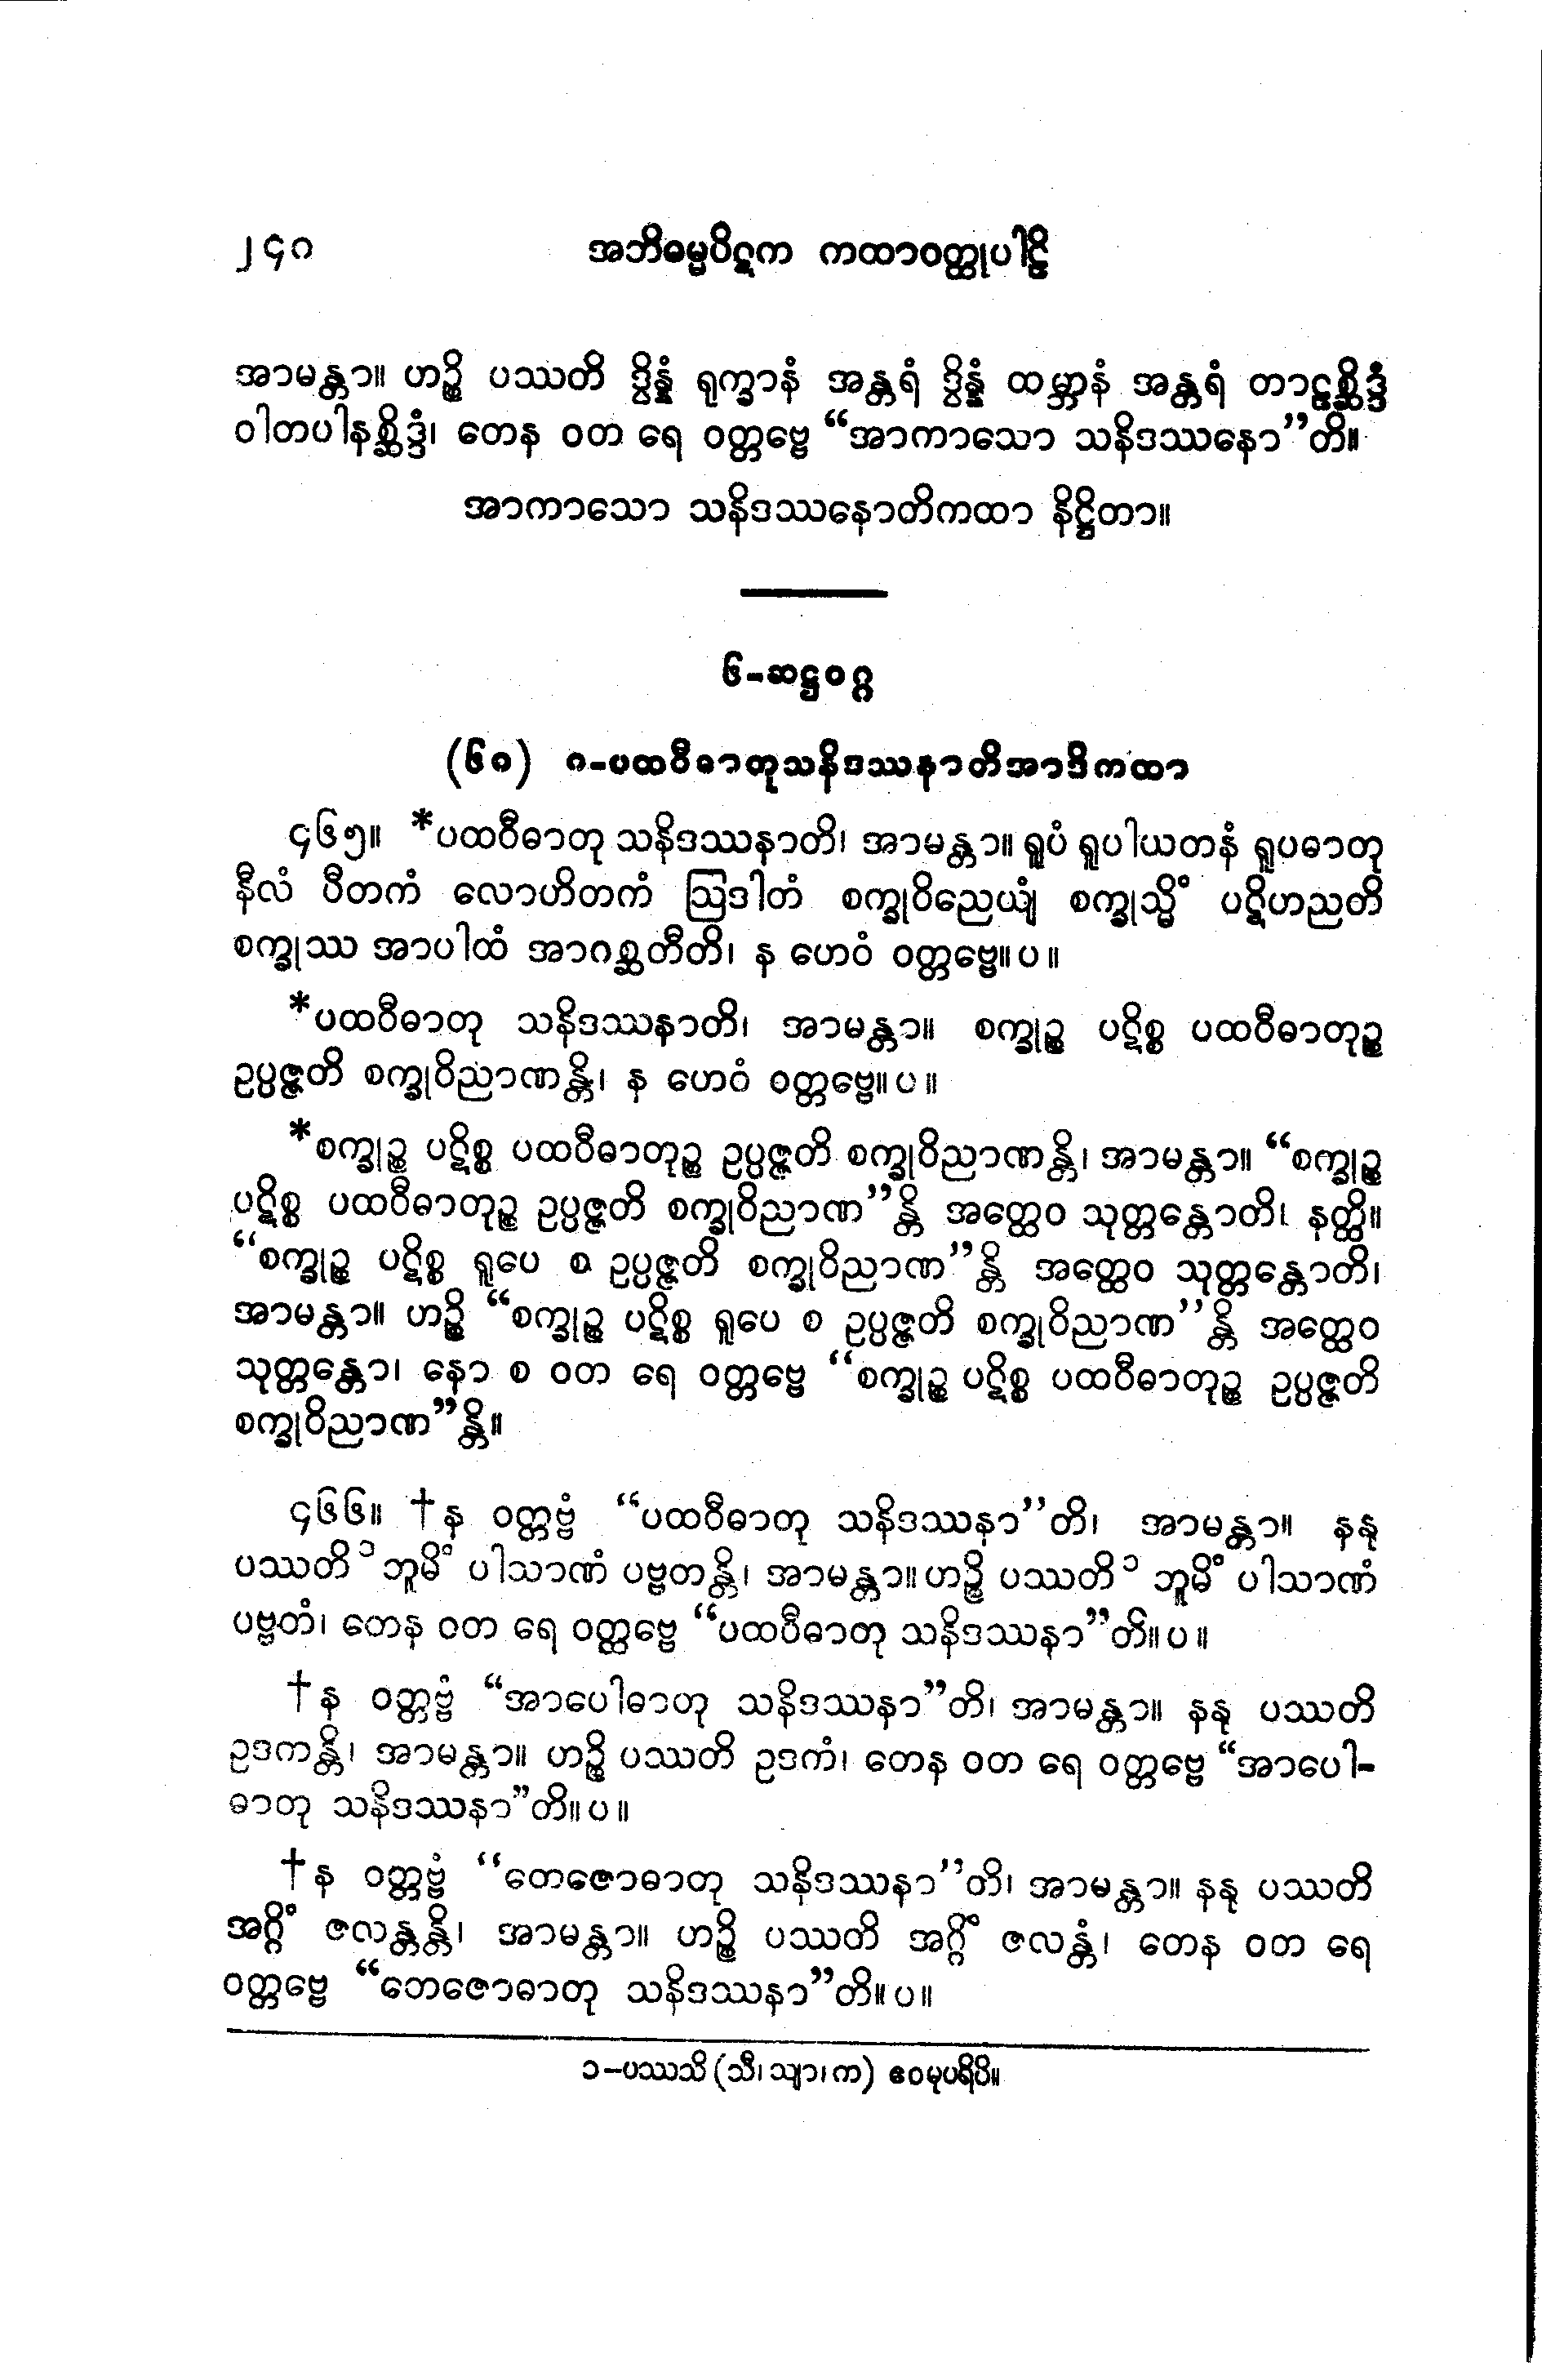 ၂၄၈ အဘိဓမ္မပိဋက ကထာဝတ္ထုပါဠိ
အာမန္တာ။ ဟဉ္စိ ပဿတိ ဒွိန္နံ ရုက္ခာနံ အန္တရံ ဒွိန္နံ ထမ္ဘာနံ အန္တရံ တာဠစ္ဆိဒ္ဒံ
ဝါတပါနစ္ဆိဒ္ဒံ၊ တေန ဝတ ရေ ဝတ္တဗ္ဗေ “အာကာသော သနိဒဿနော”တိ။
အာကာသော သနိဒဿနောတိကထာ နိဋ္ဌိတာ။
၆-ဆဋ္ဌဝဂ္ဂ
(၆၀) ၈-ပထဝီဓာတုသနိဒဿနာတိအာဒိကထာ
၄၆၅။ *ပထဝီဓာတု သနိဒဿနာတိ၊ အာမန္တာ။ ရူပံ ရူပါယတနံ ရူပဓာတု
နီလံ ပီတကံ လောဟိတကံ ဩဒါတံ စက္ခုဝိညေယျံ စက္ခုသ္မိံ ပဋိဟညတိ
စက္ခုဿ အာပါထံ အာဂစ္ဆတီတိ၊ န ဟေဝံ ဝတ္တဗ္ဗေ။ပ။
*ပထဝီဓာတု သနိဒဿနာတိ၊ အာမန္တာ။ စက္ခုဉ္စ ပဋိစ္စ ပထဝီဓာတုဉ္စ
ဥပ္ပဇ္ဇတိ စက္ခုဝိညာဏန္တိ၊ န ဟေဝံ ဝတ္တဗ္ဗေ။ပ။
*စက္ခုဉ္စ ပဋိစ္စ ပထဝီဓာတုဉ္စ ဥပ္ပဇ္ဇတိ စက္ခုဝိညာဏန္တိ၊ အာမန္တာ။ “စက္ခုဉ္စ
ပဋိစ္စ ပထဝီဓာတုဉ္စ ဥပ္ပဇ္ဇတိ စက္ခုဝိညာဏ”န္တိ အတ္ထေဝ သုတ္တန္တောတိ၊ နတ္ထိ။
“စက္ခုဉ္စ ပဋိစ္စ ရူပေ စ ဥပ္ပဇ္ဇတိ စက္ခုဝိညာဏ”န္တိ အတ္ထေဝ သုတ္တန္တောတိ၊
အာမန္တာ။ ဟဉ္စိ “စက္ခုဉ္စ ပဋိစ္စ ရူပေ စ ဥပ္ပဇ္ဇတိ စက္ခုဝိညာဏ”န္တိ အတ္ထေဝ
သုတ္တန္တော၊ နော စ ဝတ ရေ ဝတ္တဗ္ဗေ “စက္ခုဉ္စ ပဋိစ္စ ပထဝီဓာတုဉ္စ ဥပ္ပဇ္ဇတိ
စက္ခုဝိညာဏ”န္တိ။
၄၆၆။ †န ဝတ္တဗ္ဗံ “ပထဝီဓာတု သနိဒဿနာ”တိ၊ အာမန္တာ။ နနု
ပဿတိ ၁ ဘူမိံ ပါသာဏံ ပဗ္ဗတန္တိ၊ အာမန္တာ။ ဟဉ္စိ ပဿတိ ၁ ဘူမိံ ပါသာဏံ
ပဗ္ဗတံ၊ တေန ဝတ ရေ ဝတ္တဗ္ဗေ “ပထဝီဓာတု သနိဒဿနာ”တိ။ပ။
†န ဝတ္တဗ္ဗံ “အာပေါဓာတု သနိဒဿနာ”တိ၊ အာမန္တာ။ နနု ပဿတိ
ဥဒကန္တိ၊ အာမန္တာ။ ဟဉ္စိ ပဿတိ ဥဒကံ၊ တေန ဝတ ရေ ဝတ္တဗ္ဗေ “အာပေါ-
ဓာတု သနိဒဿနာ”တိ။ပ။
†န ဝတ္တဗ္ဗံ “တေဇောဓာတု သနိဒဿနာ”တိ၊ အာမန္တာ။ နနု ပဿတိ
အဂ္ဂိံ ဇလန္တန္တိ၊ အာမန္တာ။ ဟဉ္စိ ပဿတိ အဂ္ဂိံ ဇလန္တံ၊ တေန ဝတ ရေ
ဝတ္တဗ္ဗေ “တေဇောဓာတု သနိဒဿနာ”တိ။ပ။
၁-ပဿသိ (သီ၊ သျာ၊ က) ဧဝမုပရိပိ။